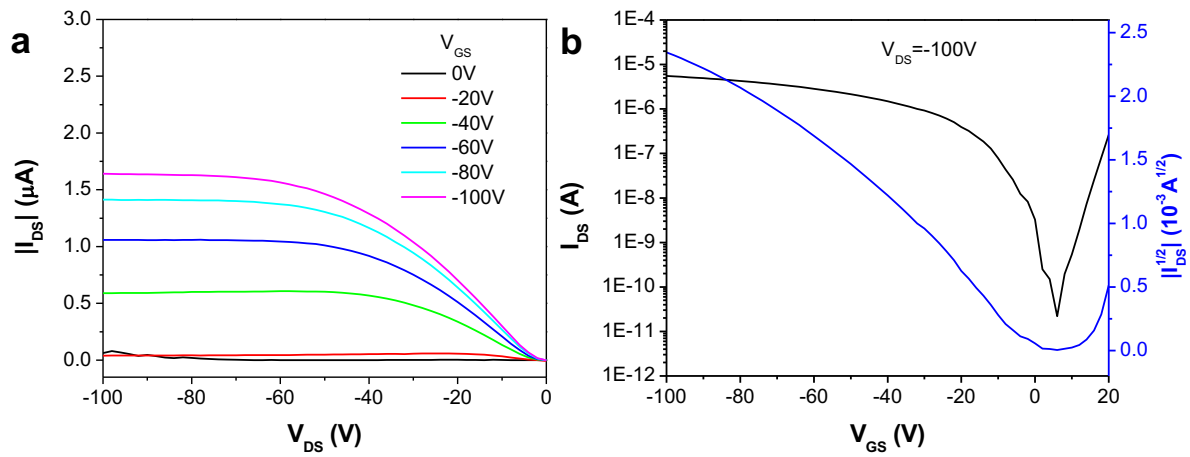 a
3.0
2.5
2.0
1.5
1.0
0.5
0.0
|I_DS| (μA)
V_GS
0V
-20V
-40V
-60V
-80V
-100V
-100 -80 -60 -40 -20 0
V_DS (V)
b
1E-4
1E-5
1E-6
1E-7
1E-8
1E-9
1E-10
1E-11
1E-12
I_DS (A)
V_DS=-100V
2.5
2.0
1.5
1.0
0.5
0.0
|I_DS^1/2| (10^-3A^1/2)
-100 -80 -60 -40 -20 0 20
V_GS (V)